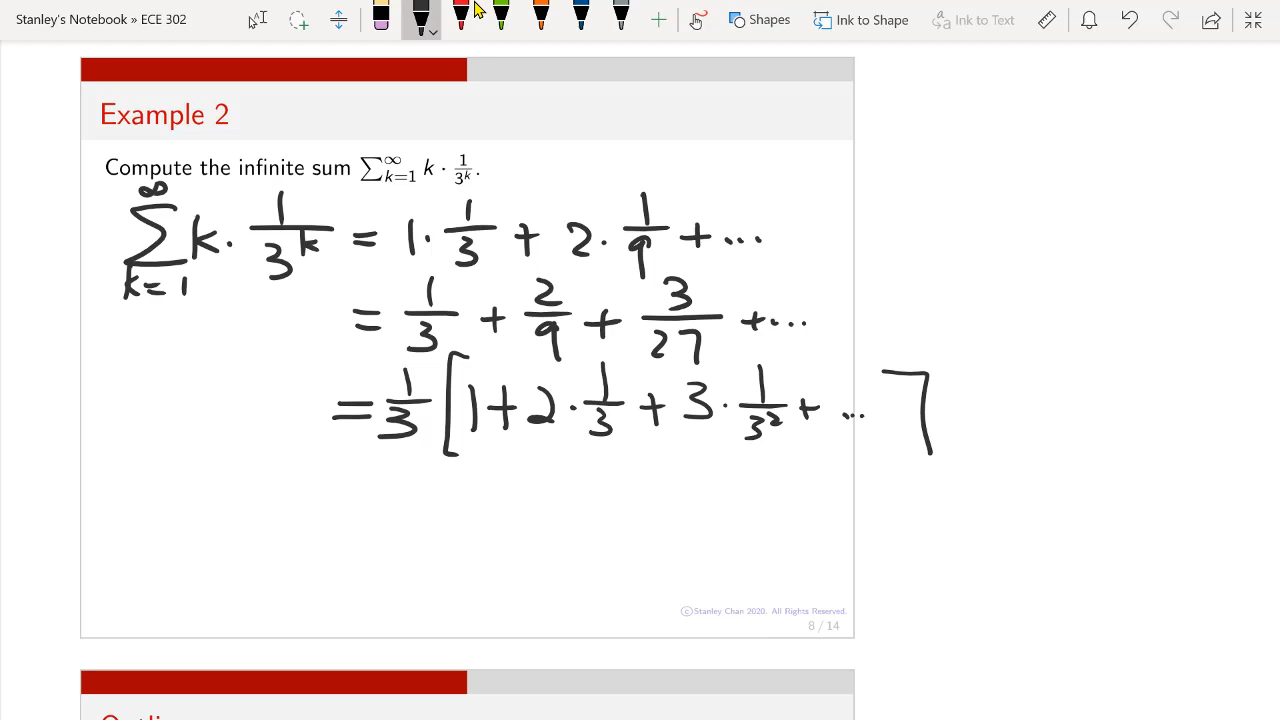 Stanley's Notebook » ECE 302
Shapes
Ink to Shape
Ink to Text
Example 2
Compute the infinite sum ∑_{k=1}^{∞} k · 1/3^k.
∑_{k=1}^{∞} k · 1/3^k = 1 · 1/3 + 2 · 1/9 + ...
= 1/3 + 2/9 + 3/27 + ...
= 1/3 [ 1 + 2 · 1/3 + 3 · 1/3² + ... ]
©Stanley Chan 2020. All Rights Reserved.
8 / 14